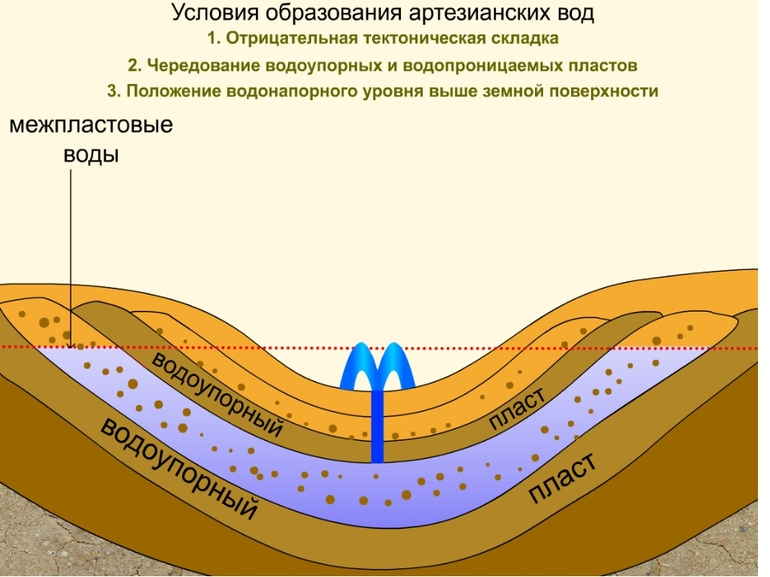 Условия образования артезианских вод
1. Отрицательная тектоническая складка
2. Чередование водоупорных и водопроницаемых пластов
3. Положение водонапорного уровня выше земной поверхности
межпластовые
воды
водоупорный пласт
водоупорный пласт